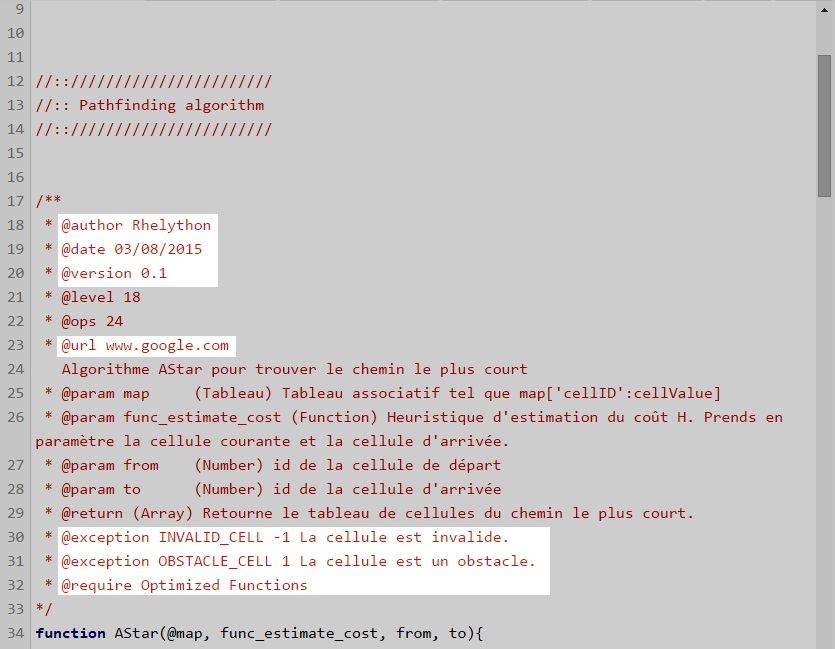 9
10
11
12 //:://///////////////////////
13 //:: Pathfinding algorithm
14 //:://///////////////////////
15
16
17 /**
18 * @author Rhelython
19 * @date 03/08/2015
20 * @version 0.1
21 * @level 18
22 * @ops 24
23 * @url www.google.com
24 Algorithme AStar pour trouver le chemin le plus court
25 * @param map (Tableau) Tableau associatif tel que map['cellID':cellValue]
26 * @param func_estimate_cost (Function) Heuristique d'estimation du coût H. Prends en
paramètre la cellule courante et la cellule d'arrivée.
27 * @param from (Number) id de la cellule de départ
28 * @param to (Number) id de la cellule d'arrivée
29 * @return (Array) Retourne le tableau de cellules du chemin le plus court.
30 * @exception INVALID_CELL -1 La cellule est invalide.
31 * @exception OBSTACLE_CELL 1 La cellule est un obstacle.
32 * @require Optimized Functions
33 */
34 function AStar(@map, func_estimate_cost, from, to){